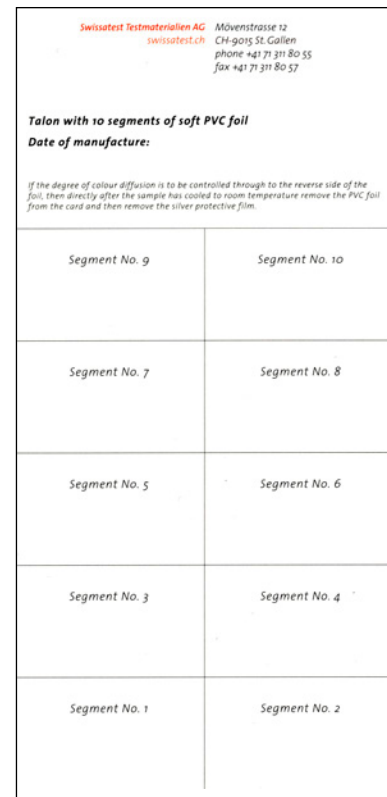 Swissatest Testmaterialien AG Mövenstrasse 12
swissatest.ch CH-9015 St. Gallen
phone +41 71 311 80 55
fax +41 71 311 80 57
Talon with 10 segments of soft PVC foil
Date of manufacture:
If the degree of colour diffusion is to be controlled through to the reverse side of the
foil, then directly after the sample has cooled to room temperature remove the PVC foil
from the card and then remove the silver protective film.
Segment No. 9 Segment No. 10
Segment No. 7 Segment No. 8
Segment No. 5 Segment No. 6
Segment No. 3 Segment No. 4
Segment No. 1 Segment No. 2